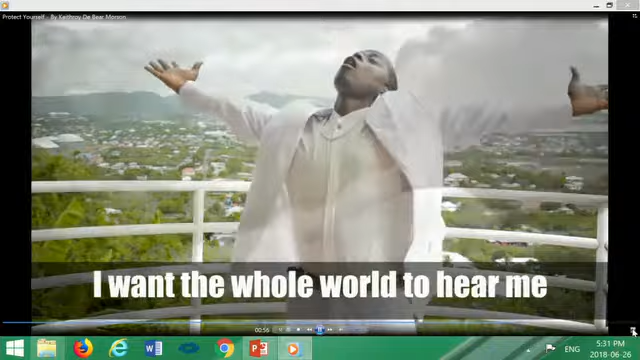 Protect Yourself - By Keithroy De Bear Moroon
I want the whole world to hear me
00:56
5:31 PM
ENG
2018-06-26